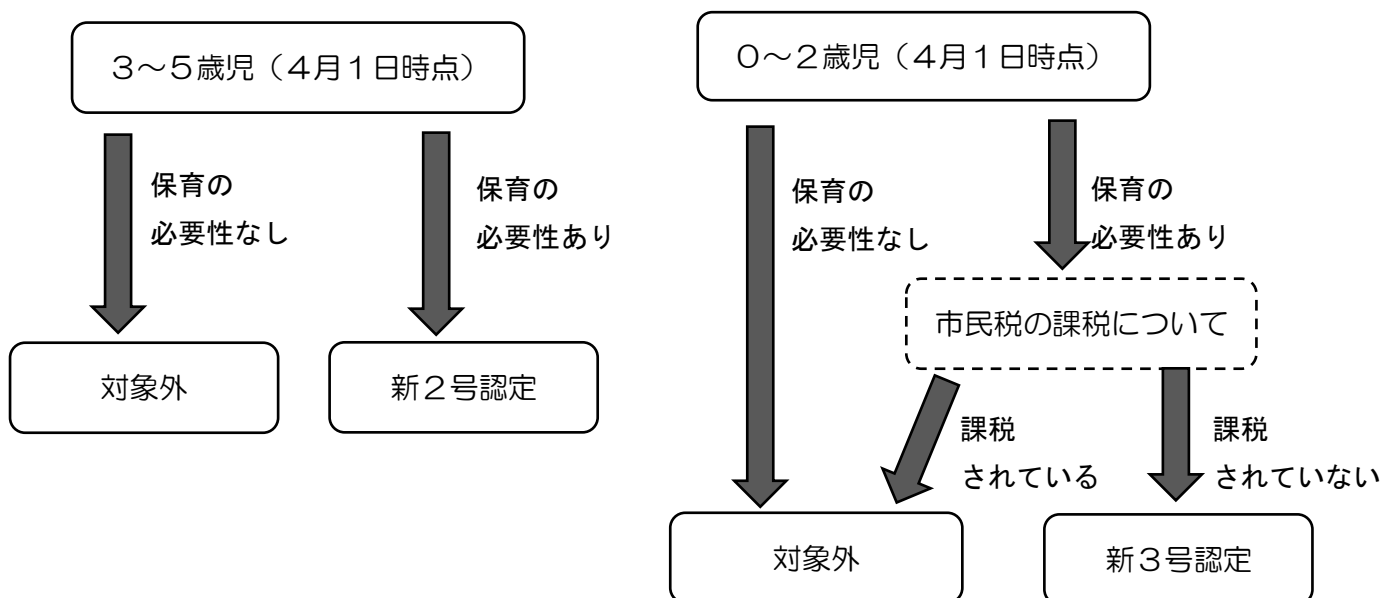 3~5歳児(4月1日時点)
保育の
必要性なし
保育の
必要性あり
対象外
新2号認定
0~2歳児(4月1日時点)
保育の
必要性なし
保育の
必要性あり
市民税の課税について
課税
されている
課税
されていない
対象外
新3号認定